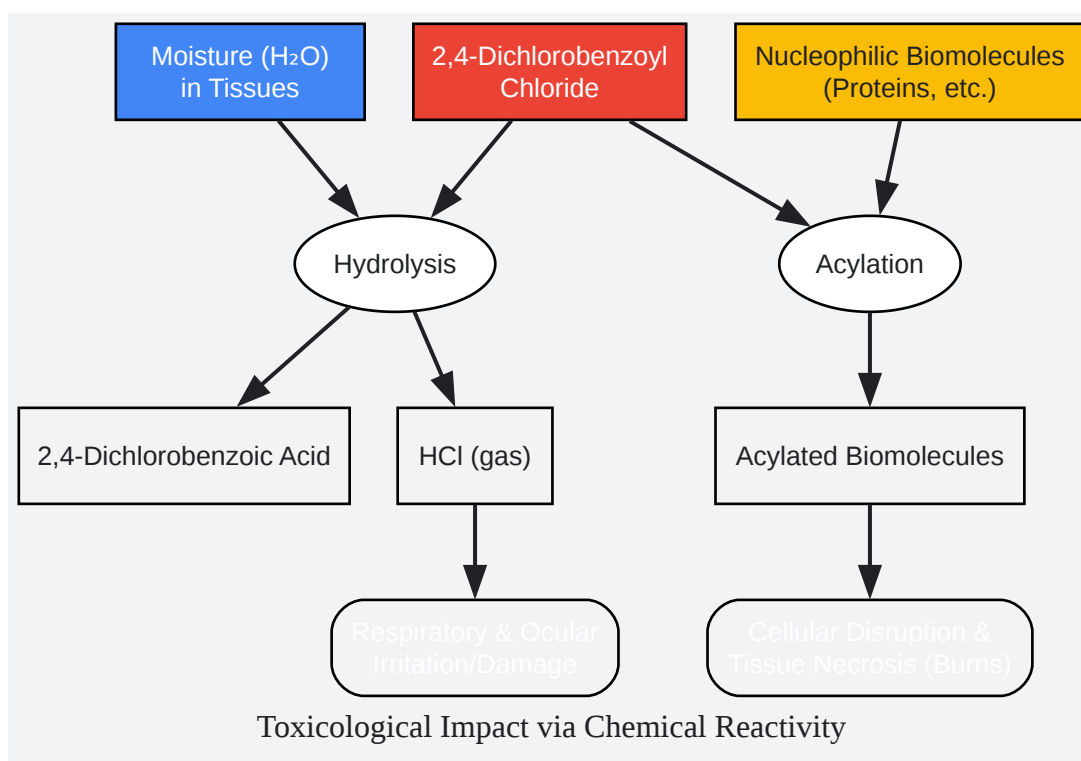 Moisture (H₂O)
in Tissues
2,4-Dichlorobenzoyl
Chloride
Nucleophilic Biomolecules
(Proteins, etc.)
Hydrolysis
Acylation
2,4-Dichlorobenzoic Acid
HCl (gas)
Acylated Biomolecules
Respiratory & Ocular
Irritation/Damage
Cellular Disruption &
Tissue Necrosis (Burns)
Toxicological Impact via Chemical Reactivity